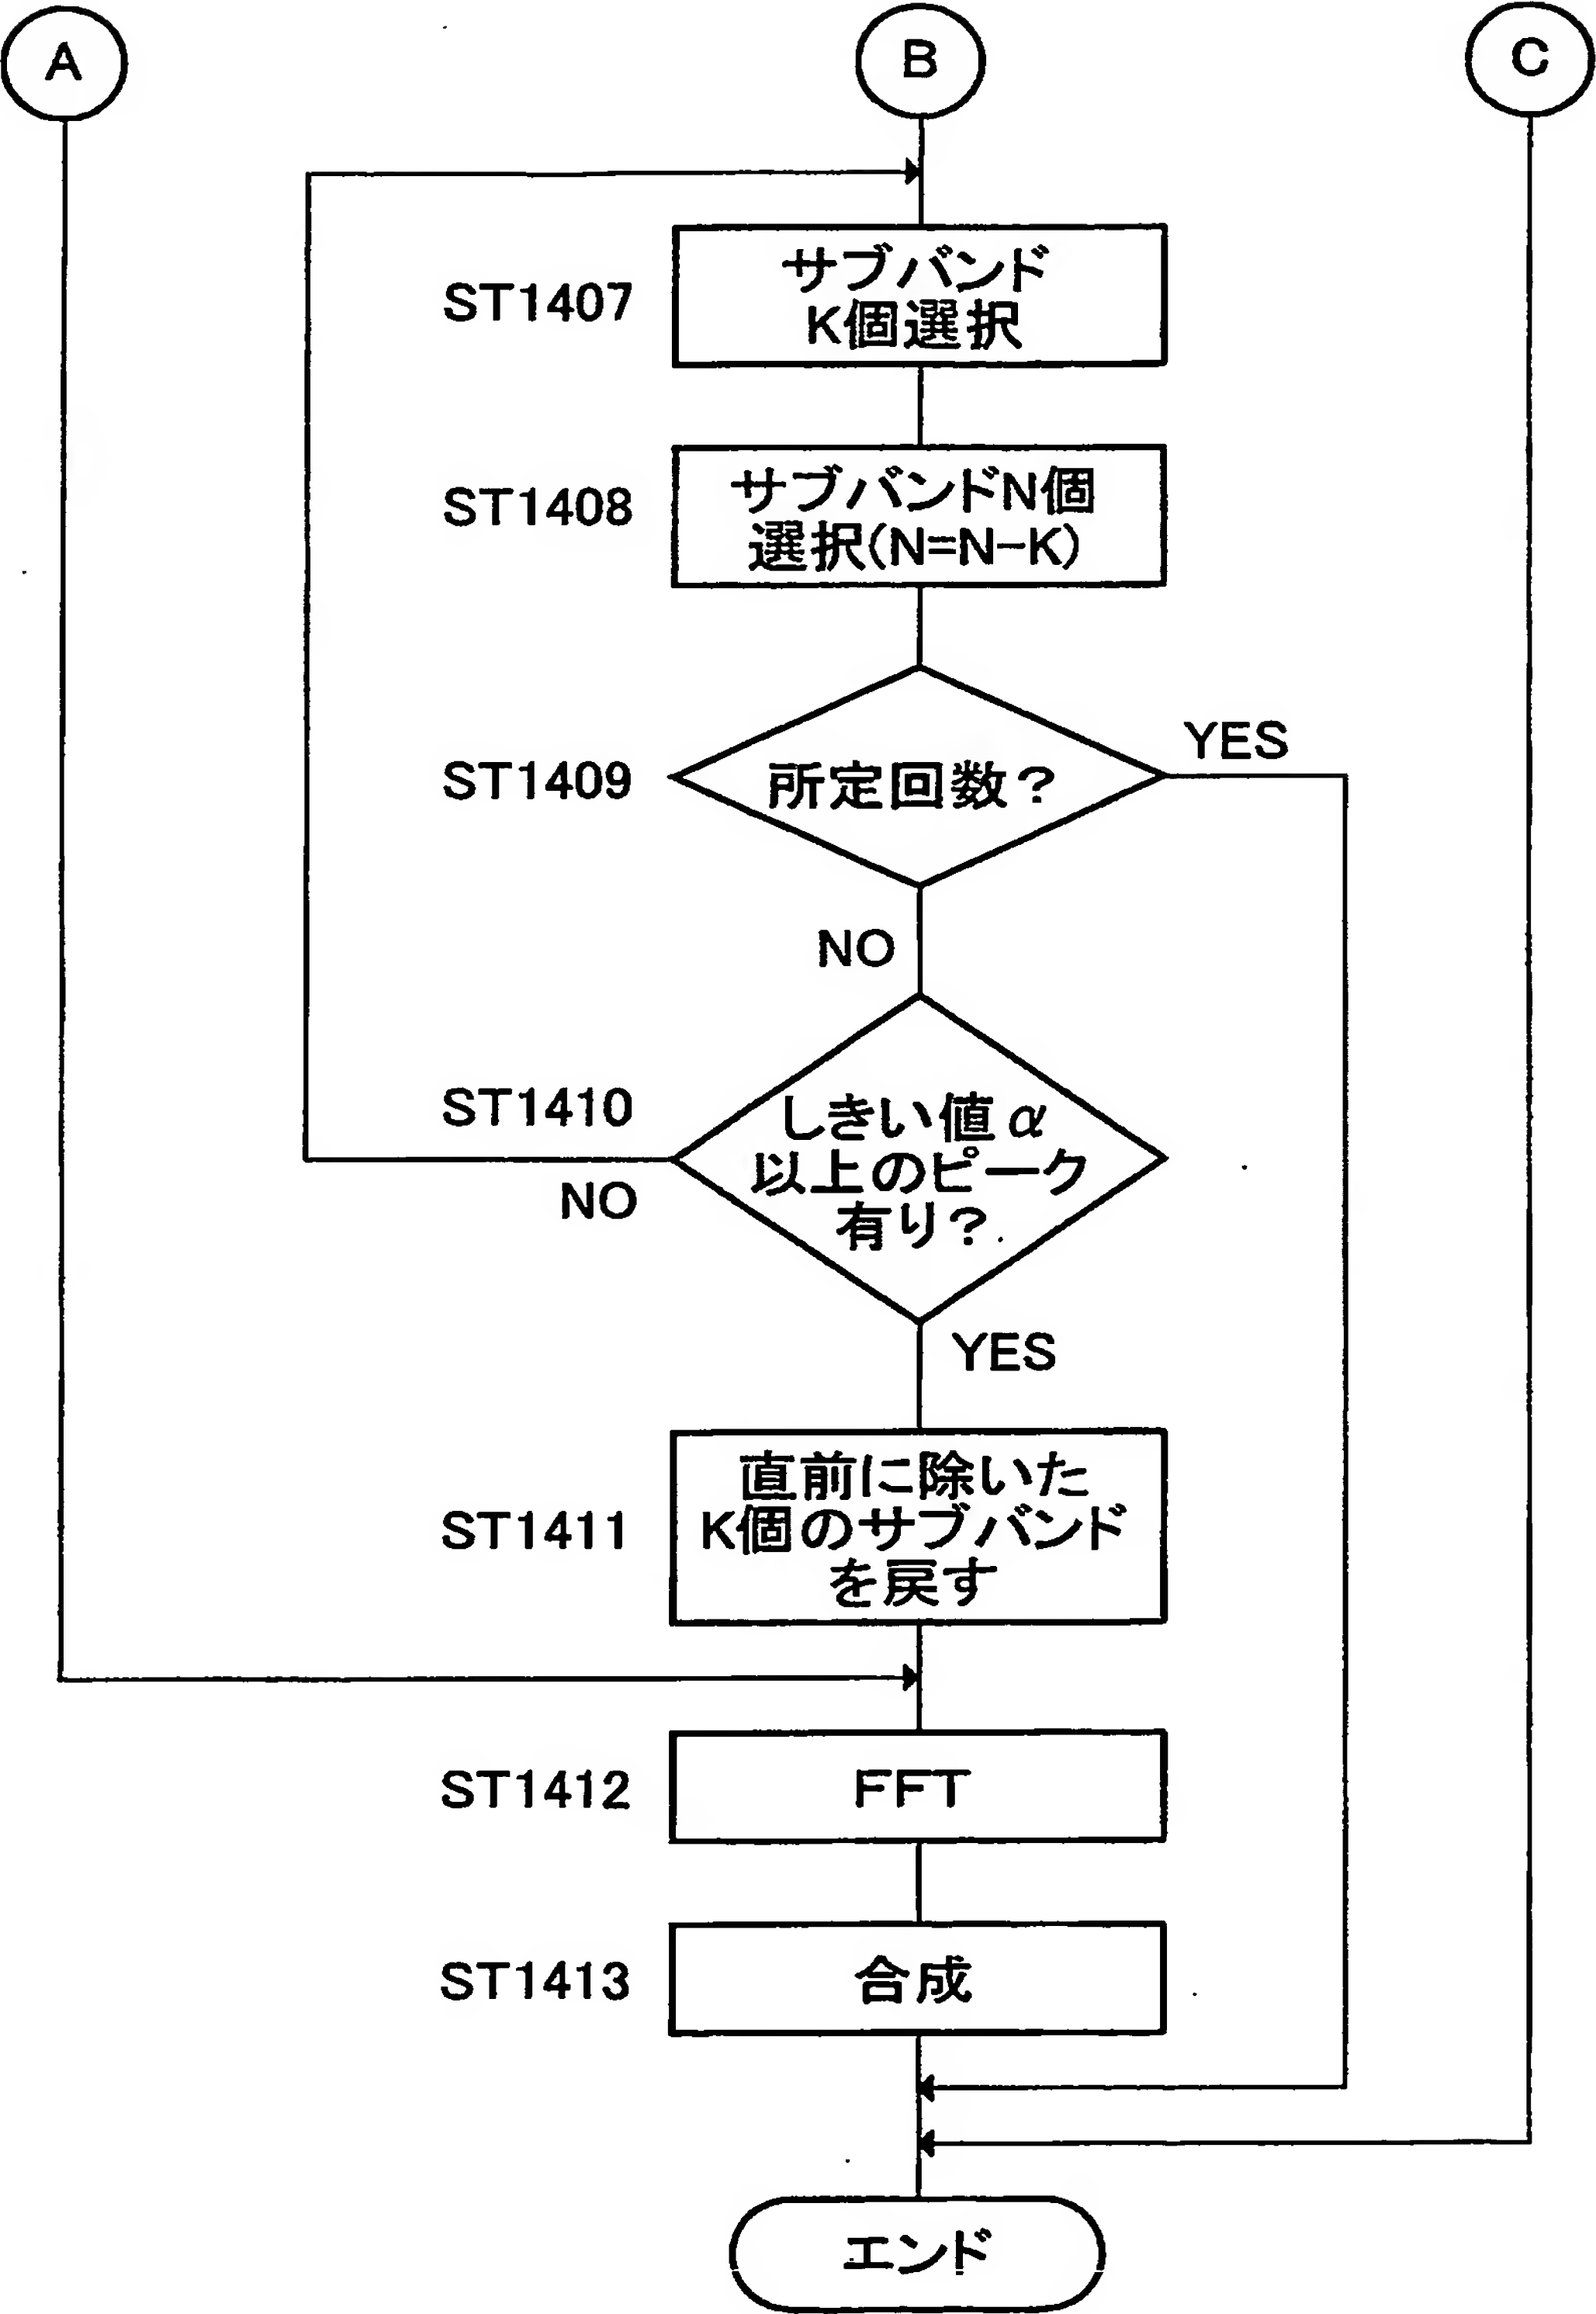 A
B
C
ST1407
サブバンド
K個選択
ST1408
サブバンドN個
選択(N=N-K)
ST1409
所定回数?
YES
NO
ST1410
しきい値α
以上のピーク
有り?
NO
YES
ST1411
直前に除いた
K個のサブバンド
を戻す
ST1412
FFT
ST1413
合成
エンド